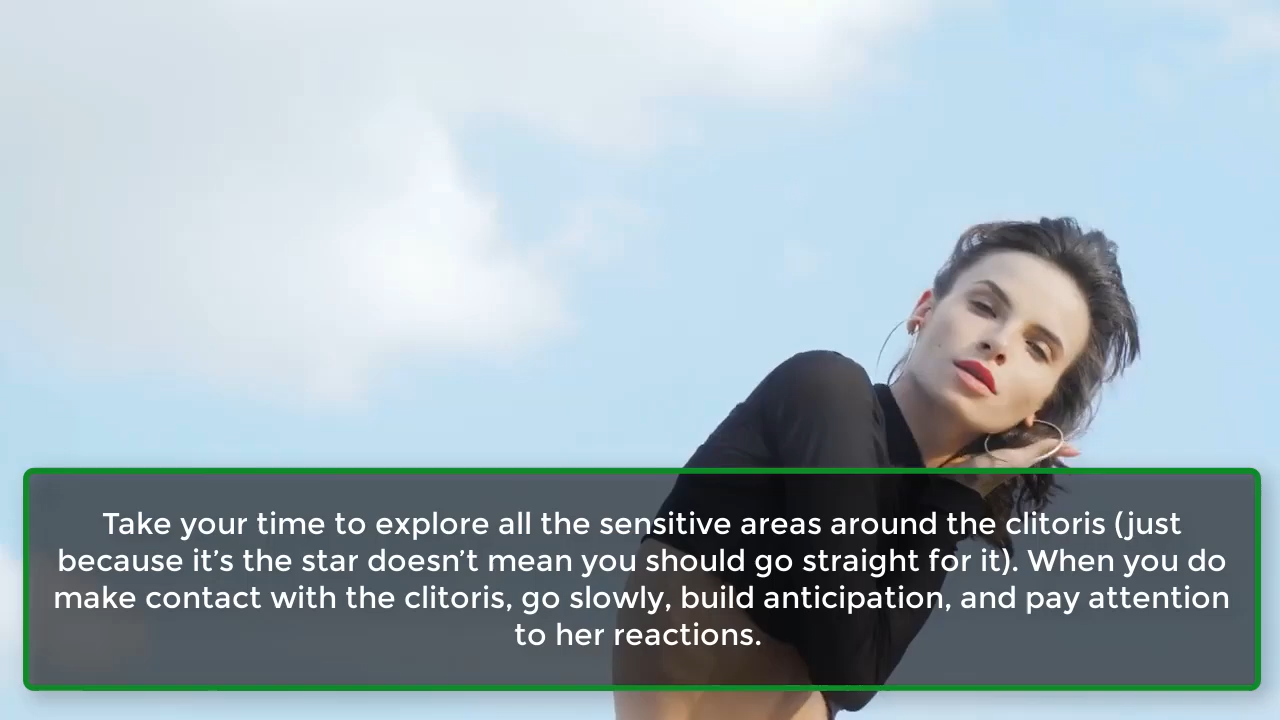 Take your time to explore all the sensitive areas around the clitoris (just
because it’s the star doesn’t mean you should go straight for it). When you do
make contact with the clitoris, go slowly, build anticipation, and pay attention
to her reactions.